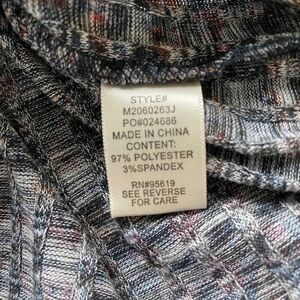 STYLE#
M2060263J
PO#024686
MADE IN CHINA
CONTENT:
97% POLYESTER
3%SPANDEX
RN#95619
SEE REVERSE
FOR CARE